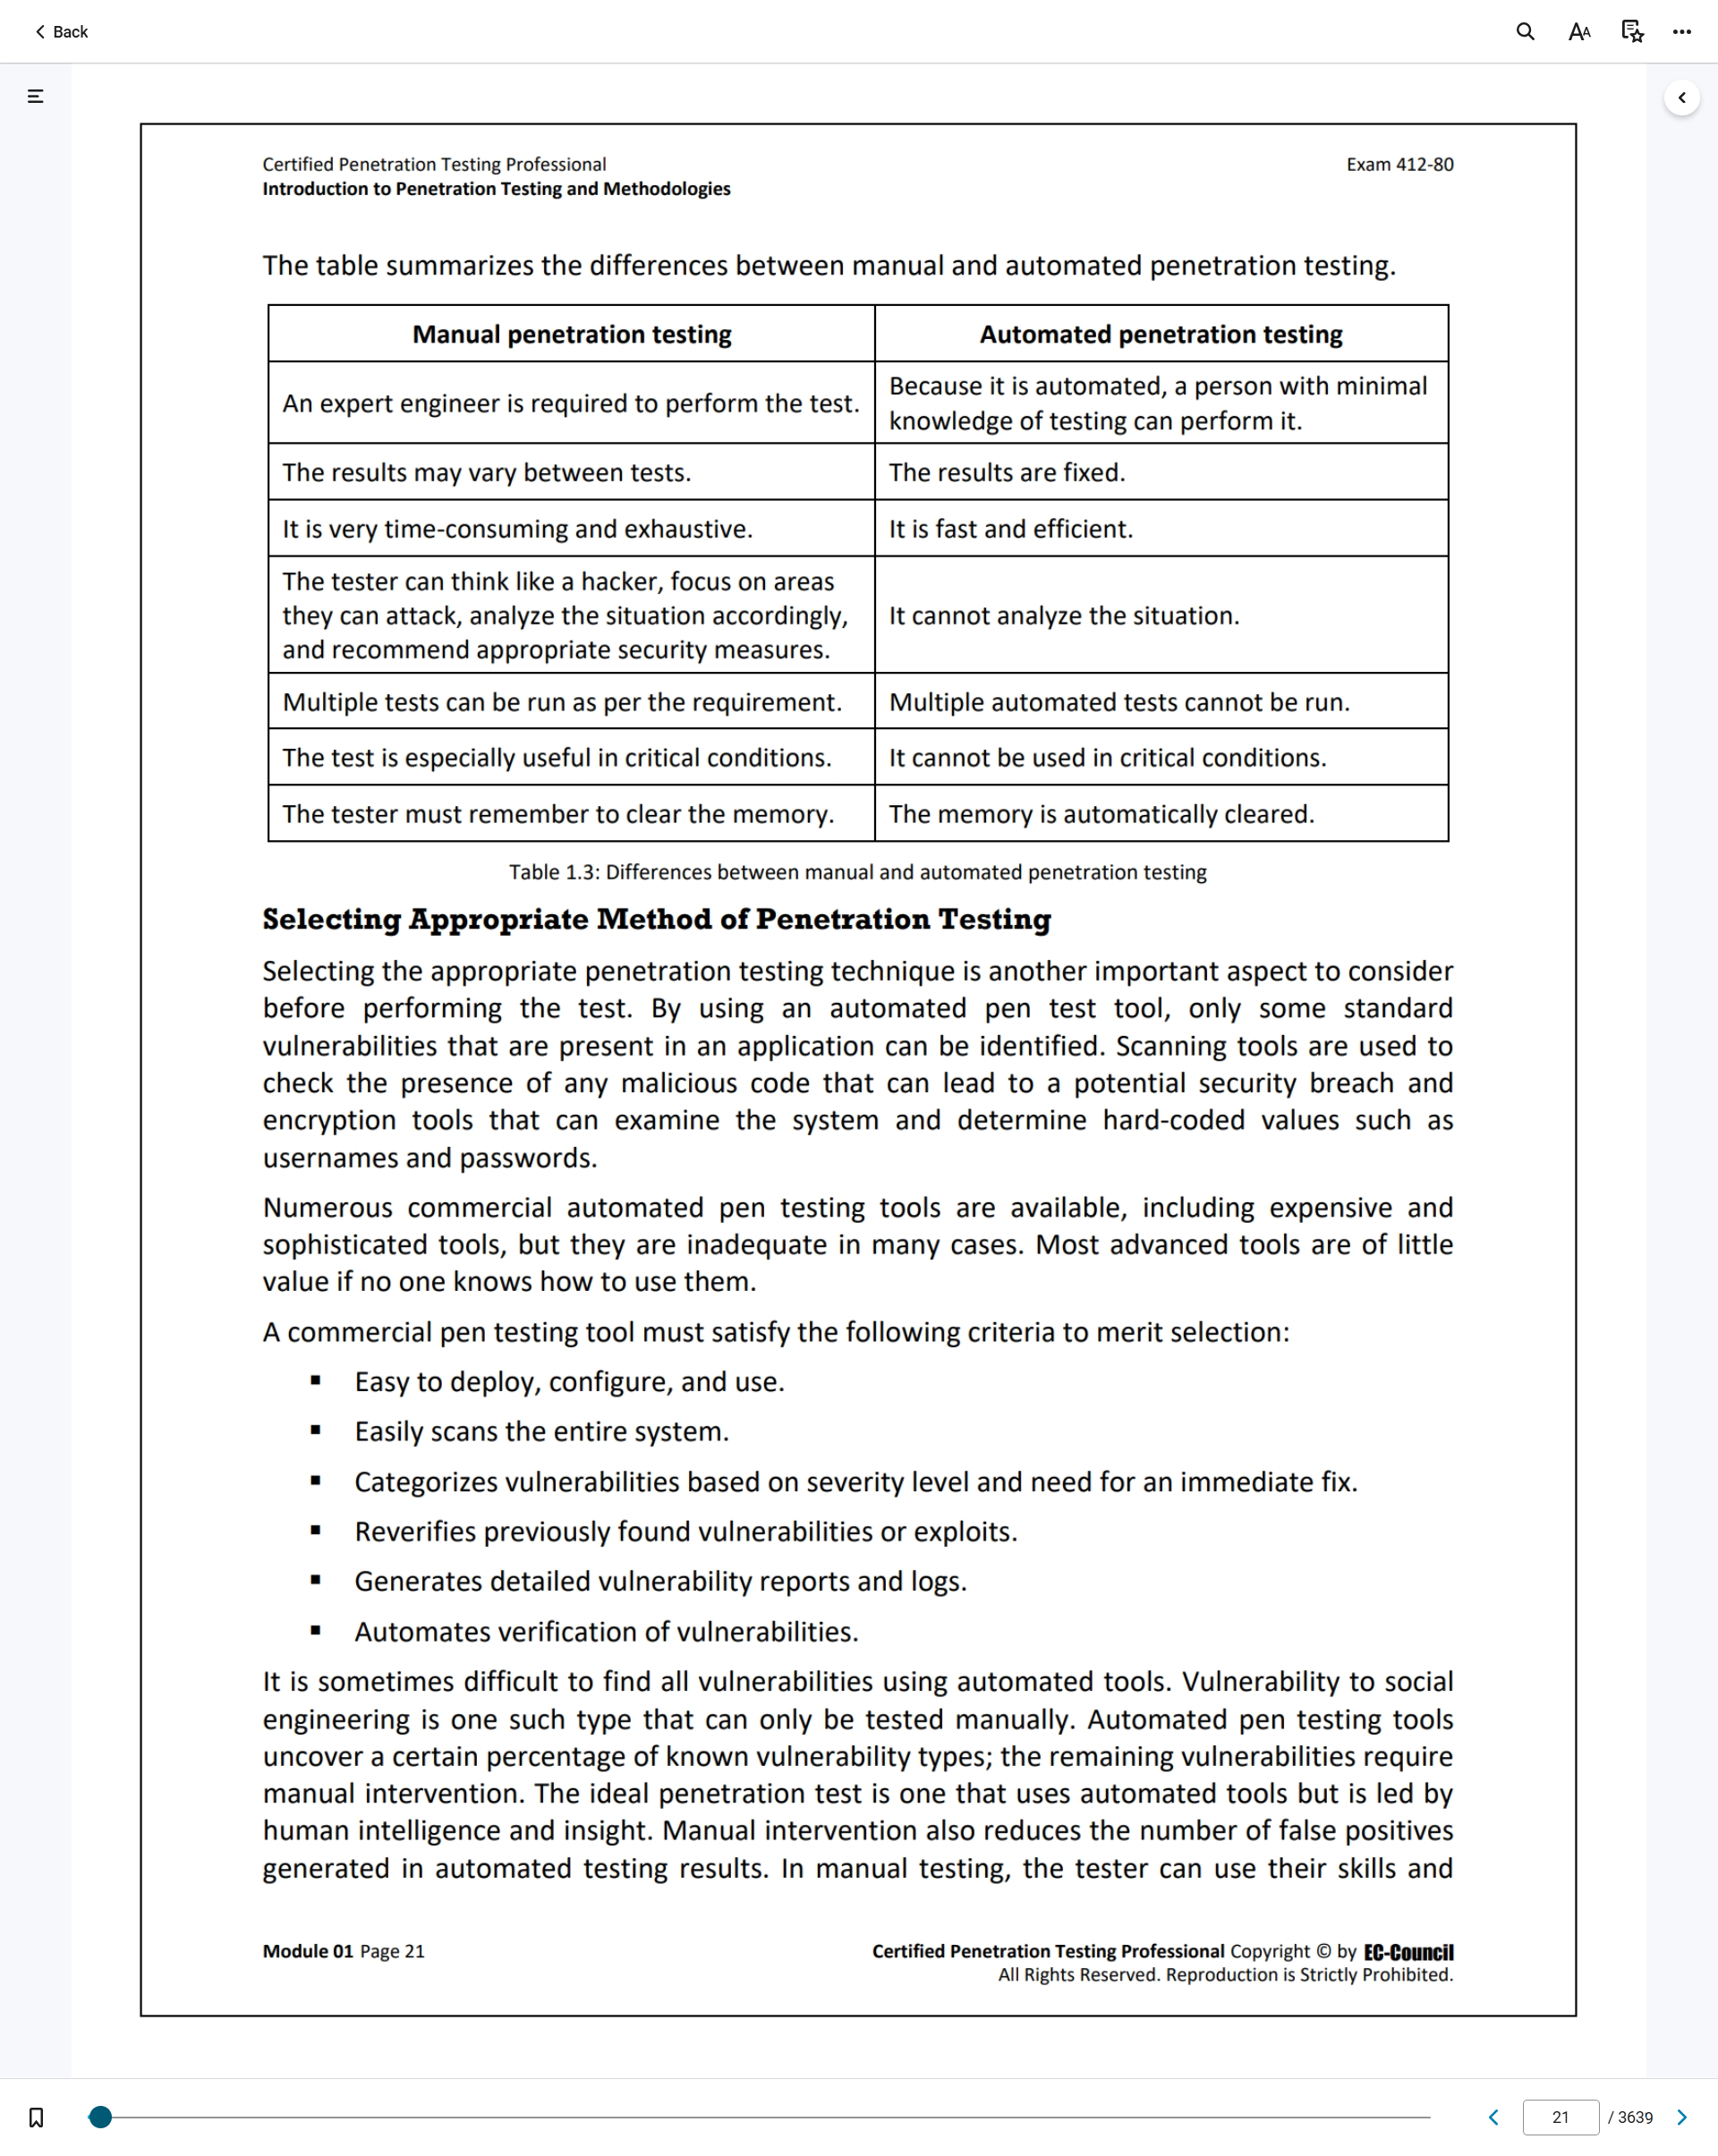 Back
Certified Penetration Testing Professional
Exam 412-80
Introduction to Penetration Testing and Methodologies
The table summarizes the differences between manual and automated penetration testing.
Manual penetration testing
Automated penetration testing
An expert engineer is required to perform the test.
Because it is automated, a person with minimal
knowledge of testing can perform it.
The results may vary between tests.
The results are fixed.
It is very time-consuming and exhaustive.
It is fast and efficient.
The tester can think like a hacker, focus on areas
they can attack, analyze the situation accordingly,
and recommend appropriate security measures.
It cannot analyze the situation.
Multiple tests can be run as per the requirement.
Multiple automated tests cannot be run.
The test is especially useful in critical conditions.
It cannot be used in critical conditions.
The tester must remember to clear the memory.
The memory is automatically cleared.
Table 1.3: Differences between manual and automated penetration testing
Selecting Appropriate Method of Penetration Testing
Selecting the appropriate penetration testing technique is another important aspect to consider
before performing the test. By using an automated pen test tool, only some standard
vulnerabilities that are present in an application can be identified. Scanning tools are used to
check the presence of any malicious code that can lead to a potential security breach and
encryption tools that can examine the system and determine hard-coded values such as
usernames and passwords.
Numerous commercial automated pen testing tools are available, including expensive and
sophisticated tools, but they are inadequate in many cases. Most advanced tools are of little
value if no one knows how to use them.
A commercial pen testing tool must satisfy the following criteria to merit selection:
▪ Easy to deploy, configure, and use.
▪ Easily scans the entire system.
▪ Categorizes vulnerabilities based on severity level and need for an immediate fix.
▪ Reverifies previously found vulnerabilities or exploits.
▪ Generates detailed vulnerability reports and logs.
▪ Automates verification of vulnerabilities.
It is sometimes difficult to find all vulnerabilities using automated tools. Vulnerability to social
engineering is one such type that can only be tested manually. Automated pen testing tools
uncover a certain percentage of known vulnerability types; the remaining vulnerabilities require
manual intervention. The ideal penetration test is one that uses automated tools but is led by
human intelligence and insight. Manual intervention also reduces the number of false positives
generated in automated testing results. In manual testing, the tester can use their skills and
Module 01 Page 21
Certified Penetration Testing Professional Copyright © by EC-Council
All Rights Reserved. Reproduction is Strictly Prohibited.
21 / 3639